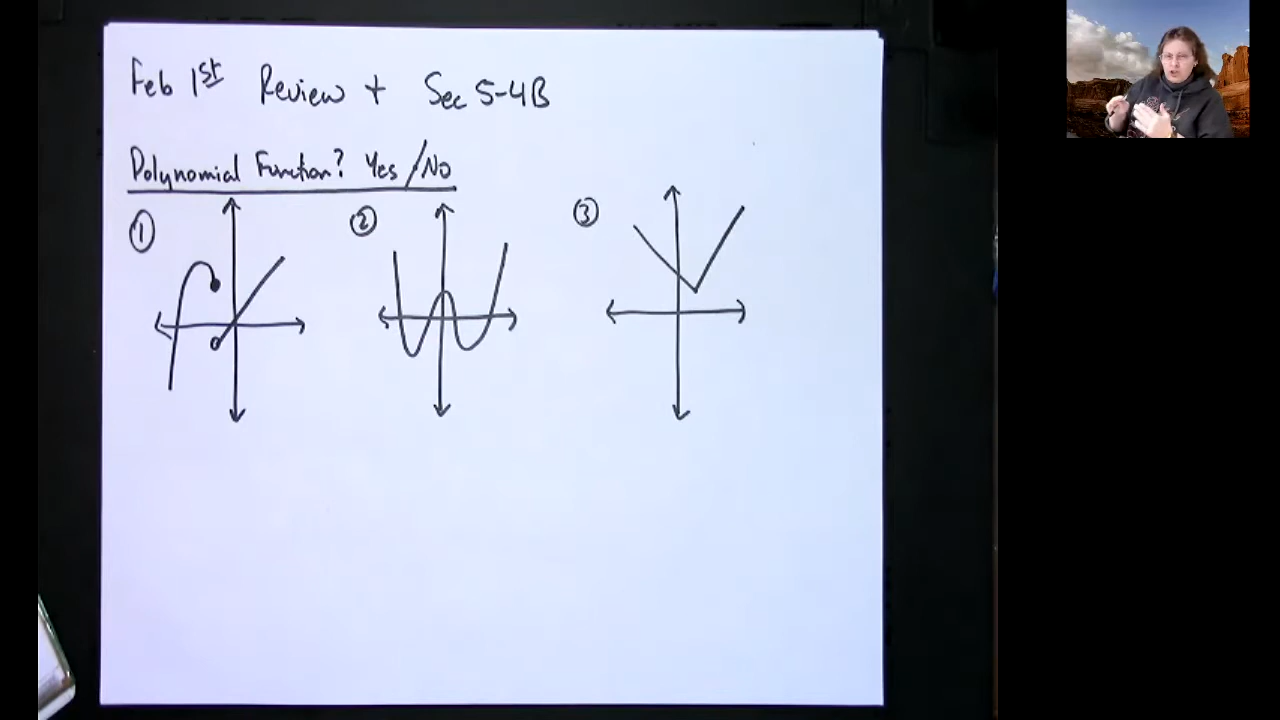 Feb 1st Review + Sec 5-4B
Polynomial Function? Yes/No
① ② ③